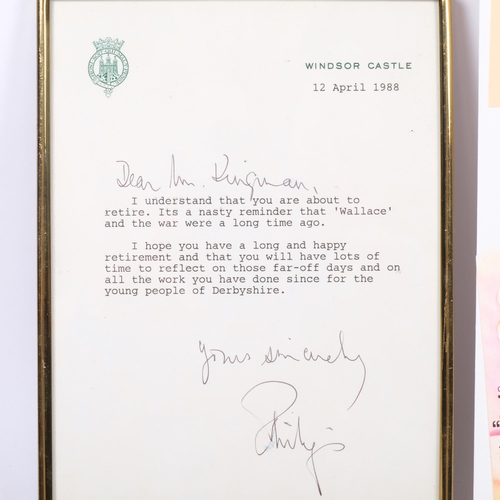 WINDSOR CASTLE
12 April 1988
Dear Mr. Kingman,
I understand that you are about to
retire. Its a nasty reminder that 'Wallace'
and the war were a long time ago.
I hope you have a long and happy
retirement and that you will have lots of
time to reflect on those far-off days and on
all the work you have done since for the
young people of Derbyshire.
Yours sincerely
Philip